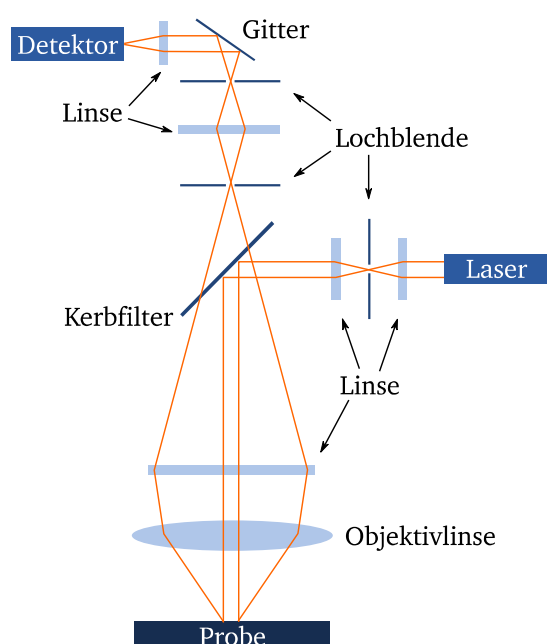 Gitter
Detektor
Linse
Lochblende
Laser
Kerbfilter
Linse
Objektivlinse
Probe